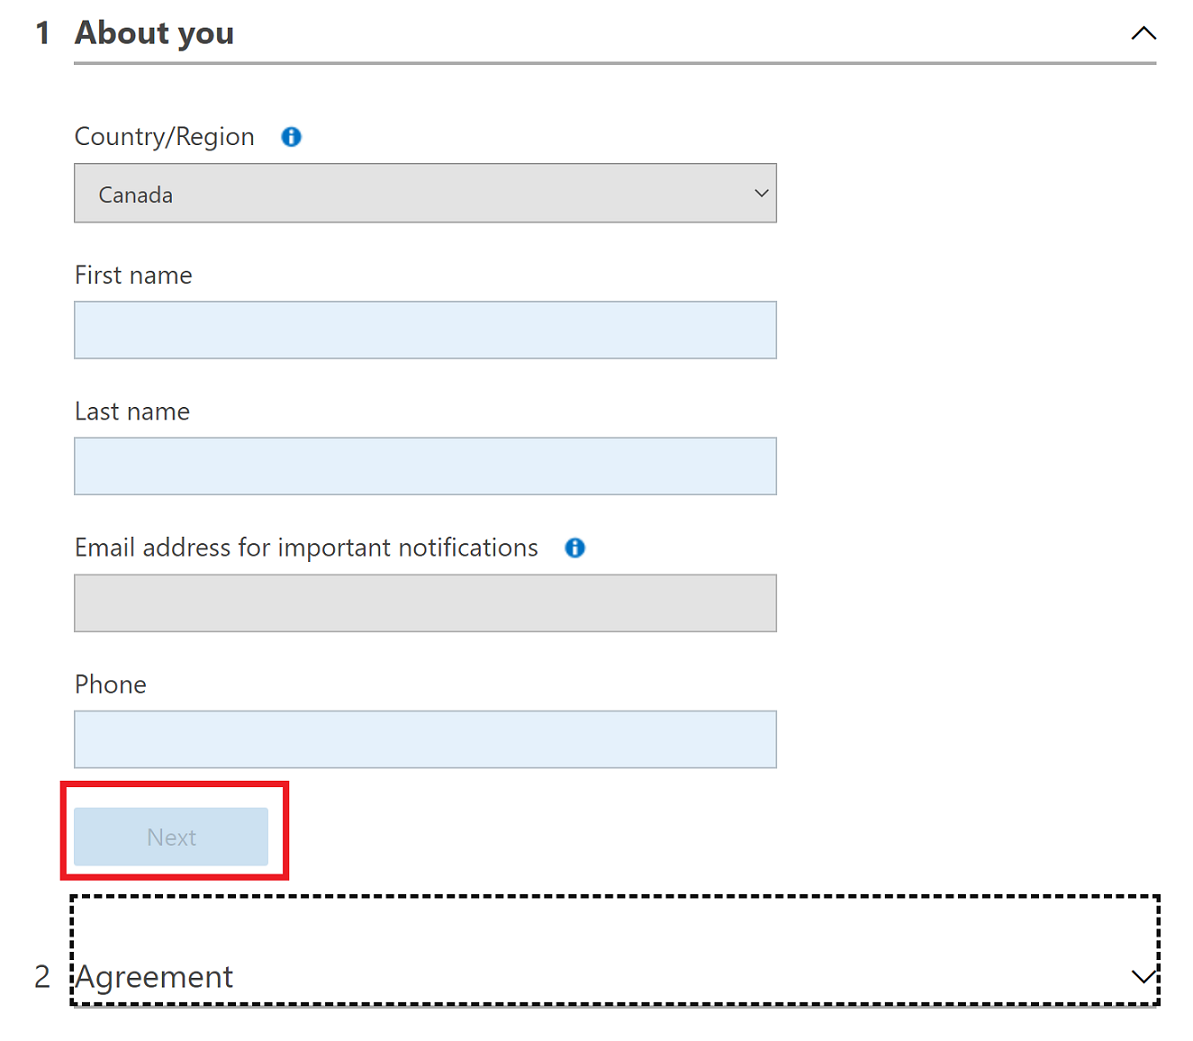 1 About you
Country/Region
Canada
First name
Last name
Email address for important notifications
Phone
Next
2 Agreement